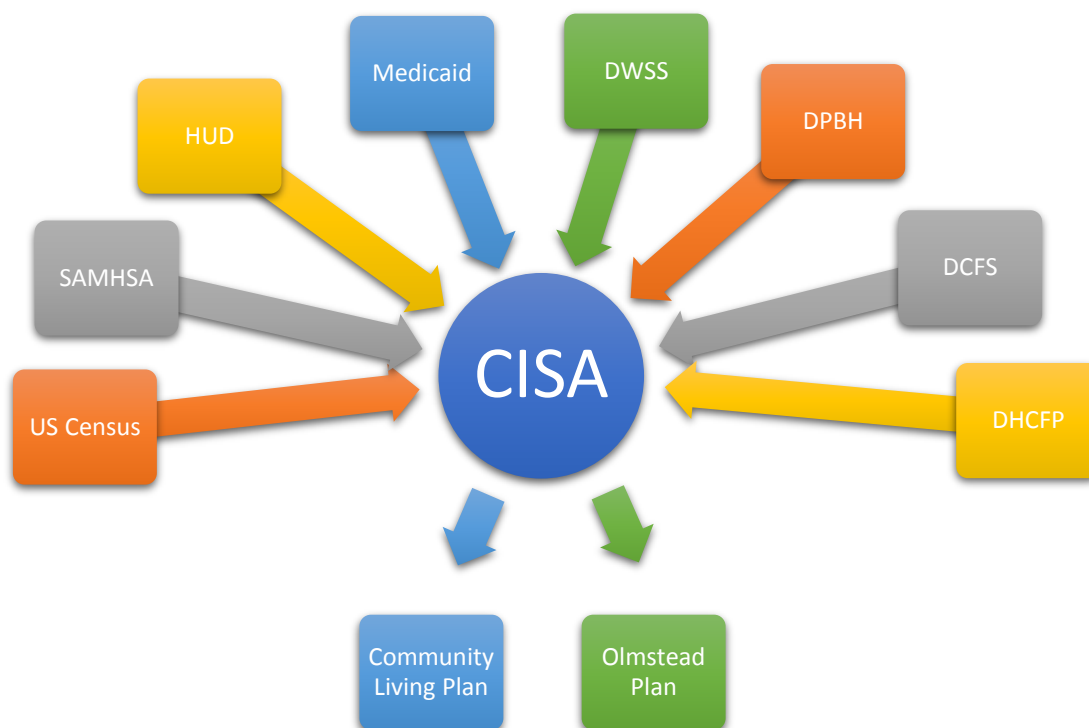 Medicaid
DWSS
HUD
DPBH
SAMHSA
DCFS
CISA
US Census
DHCFP
Community
Living Plan
Olmstead
Plan